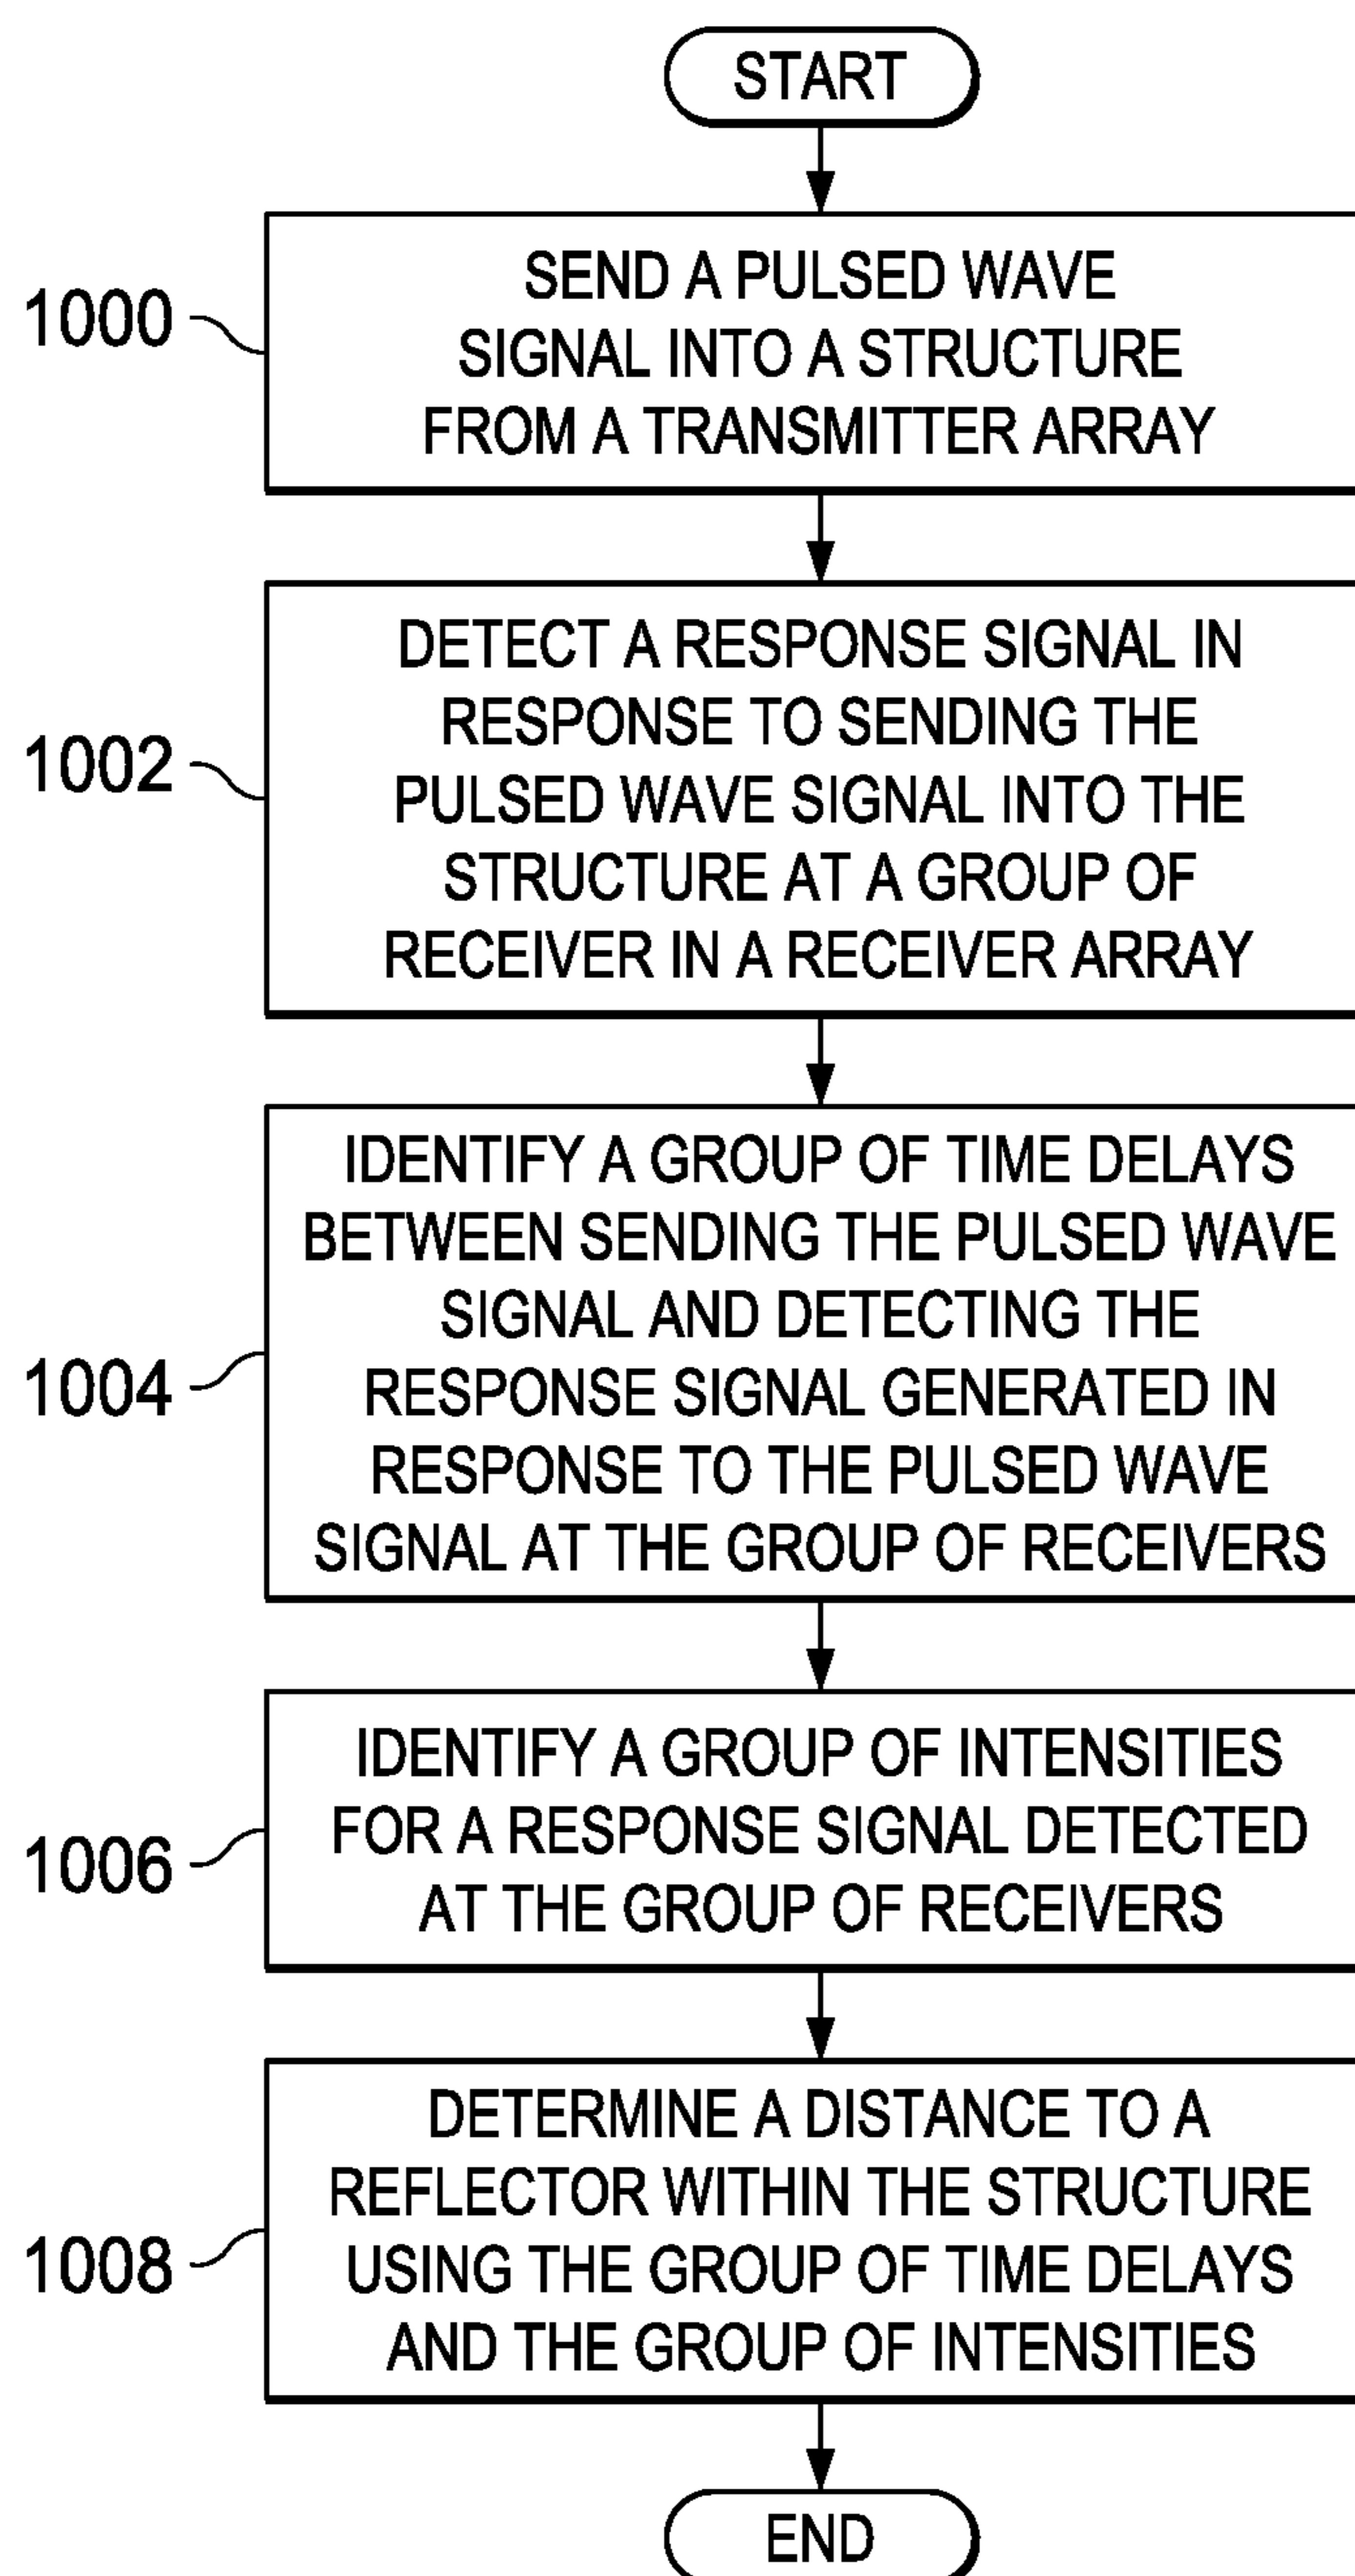 START
1000
SEND A PULSED WAVE
SIGNAL INTO A STRUCTURE
FROM A TRANSMITTER ARRAY
1002
DETECT A RESPONSE SIGNAL IN
RESPONSE TO SENDING THE
PULSED WAVE SIGNAL INTO THE
STRUCTURE AT A GROUP OF
RECEIVER IN A RECEIVER ARRAY
1004
IDENTIFY A GROUP OF TIME DELAYS
BETWEEN SENDING THE PULSED WAVE
SIGNAL AND DETECTING THE
RESPONSE SIGNAL GENERATED IN
RESPONSE TO THE PULSED WAVE
SIGNAL AT THE GROUP OF RECEIVERS
1006
IDENTIFY A GROUP OF INTENSITIES
FOR A RESPONSE SIGNAL DETECTED
AT THE GROUP OF RECEIVERS
1008
DETERMINE A DISTANCE TO A
REFLECTOR WITHIN THE STRUCTURE
USING THE GROUP OF TIME DELAYS
AND THE GROUP OF INTENSITIES
END